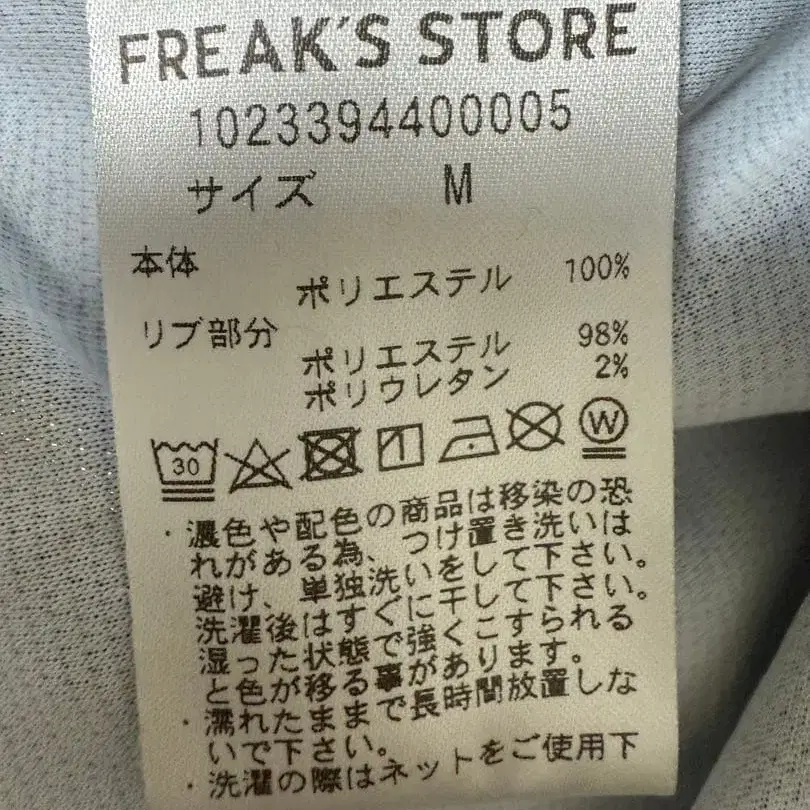 FREAK'S STORE
1023394400005
サイズ M
本体
ポリエステル 100%
リブ部分
ポリエステル 98%
ポリウレタン 2%
30 W
・濃色や配色の商品は移染の恐
れがある為、つけ置き洗いは
避け、単独洗いをして下さい。
洗濯後はすぐに干して下さい。
湿った状態で強くこすられる
と色が移る事があります。
・濡れたままで長時間放置しな
いで下さい。
・洗濯の際はネットをご使用下